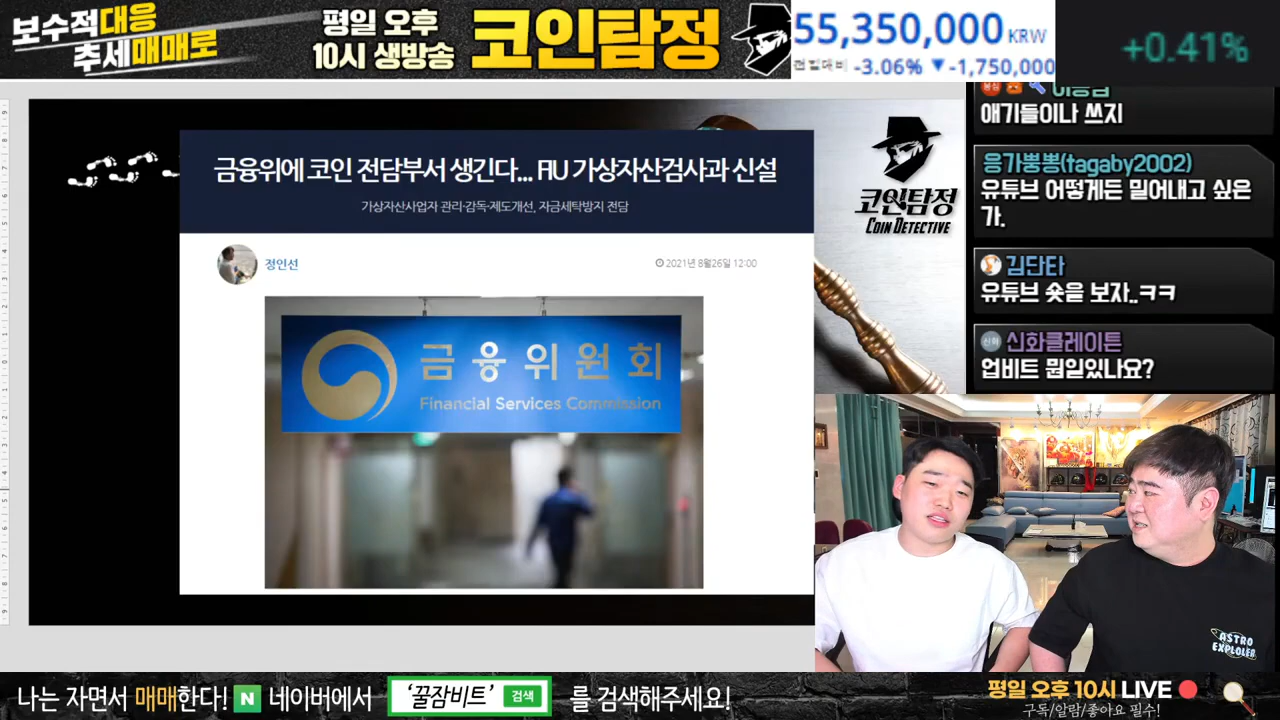 보수적대응
추세매매로
평일 오후
10시 생방송
코인탐정
55,350,000 KRW
전일대비 -3.06% ▼-1,750,000
+0.41%
애기들이나 쓰지
응가뿡뿡(tagaby2002)
유튜브 어떻게든 밀어내고 싶은
가.
김단타
유튜브 숏을 보자..ㅋㅋ
신화클레이튼
업비트 뭔일있나요?
금융위에 코인 전담부서 생긴다... FIU 가상자산검사과 신설
가상자산사업자 관리·감독·제도개선, 자금세탁방지 전담
정인선
2021년 8월26일 12:00
금융위원회
Financial Services Commission
코인탐정
COIN DETECTIVE
ASTRO
EXPLORER
나는 자면서 매매한다! N 네이버에서 '꿀잠비트' 검색 를 검색해주세요!
평일 오후 10시 LIVE
구독/알람/좋아요 필수!